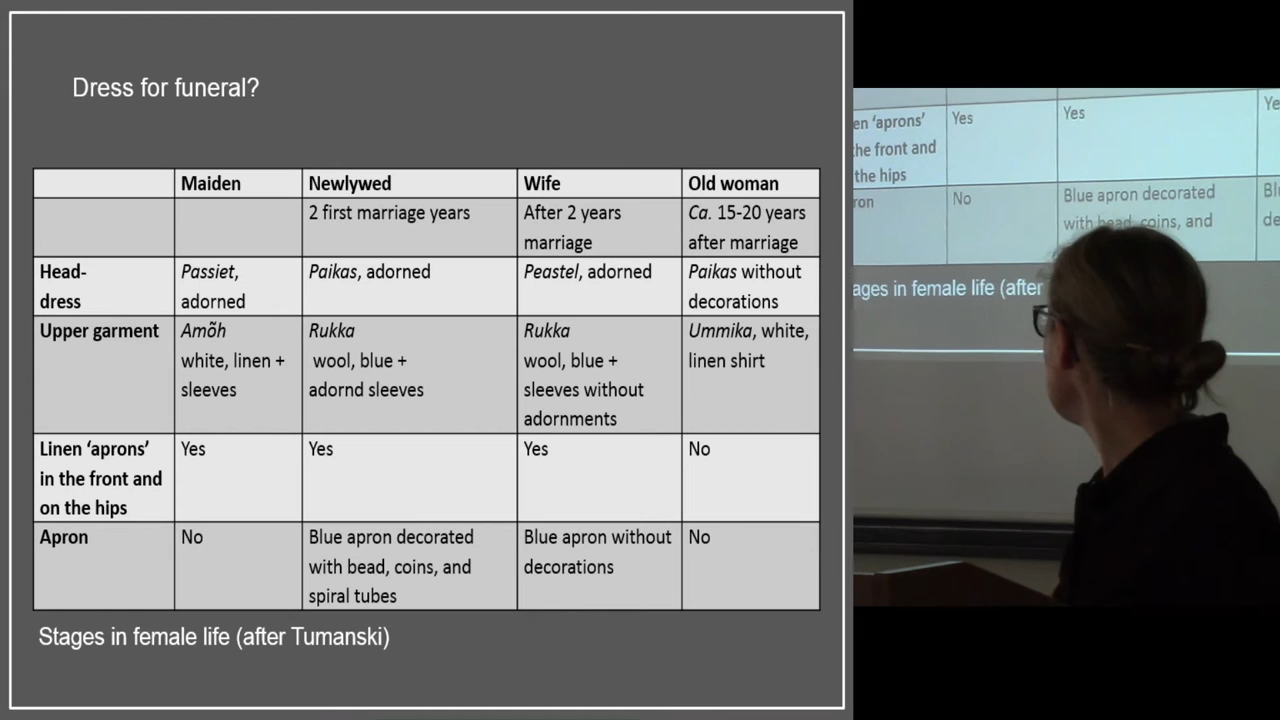 Dress for funeral?
Maiden Newlywed Wife Old woman
2 first marriage years After 2 years Ca. 15-20 years
marriage after marriage
Head- Passiet, Paikas, adorned Peastel, adorned Paikas without
dress adorned decorations
Upper garment Amõh Rukka Rukka Ummika, white,
white, linen + wool, blue + wool, blue + linen shirt
sleeves adornd sleeves sleeves without
adornments
Linen ‘aprons’ Yes Yes Yes No
in the front and
on the hips
Apron No Blue apron decorated Blue apron without No
with bead, coins, and decorations
spiral tubes
Stages in female life (after Tumanski)
en ‘aprons’ Yes Yes Ye
the front and
the hips
ron No Blue apron decorated Bl
with bead, coins, and de
ages in female life (after